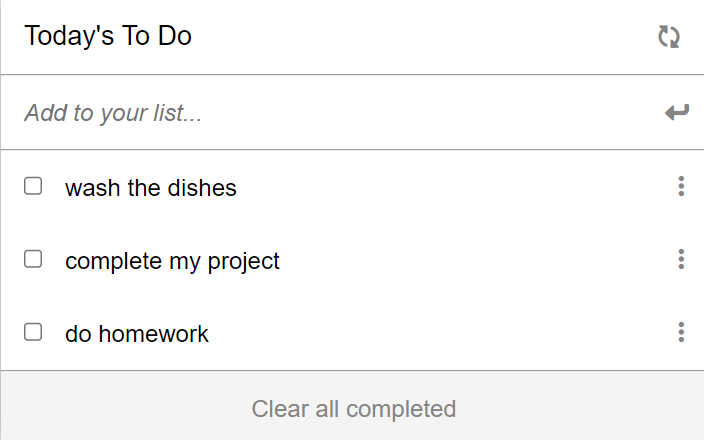 Today's To Do
Add to your list...
wash the dishes
complete my project
do homework
Clear all completed